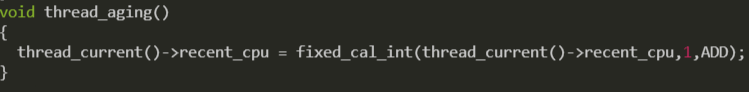 void thread_aging()
{
  thread_current()->recent_cpu = fixed_cal_int(thread_current()->recent_cpu,1,ADD);
}